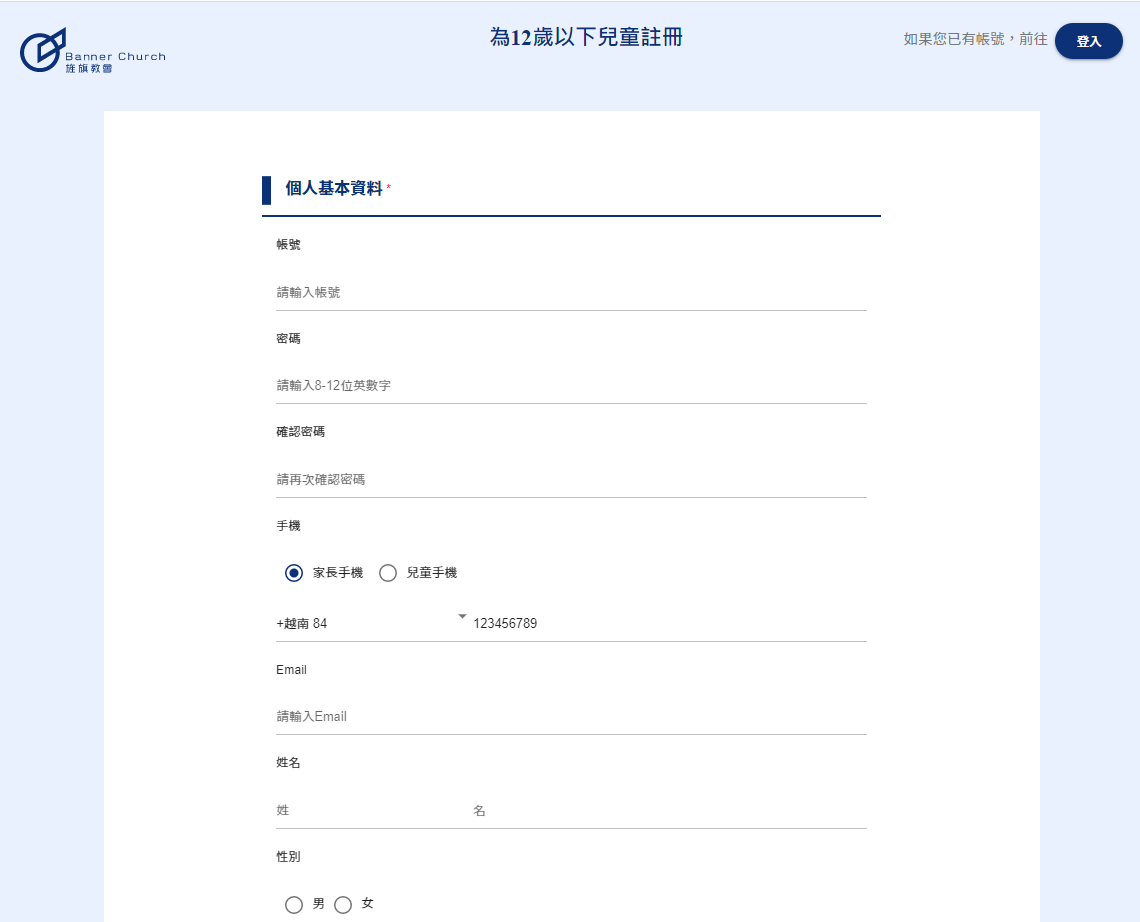 Banner Church
旌旗教會
為12歲以下兒童註冊
如果您已有帳號，前往
登入
個人基本資料*
帳號
請輸入帳號
密碼
請輸入8-12位英數字
確認密碼
請再次確認密碼
手機
家長手機 兒童手機
+越南 84 123456789
Email
請輸入Email
姓名
姓 名
性別
男 女